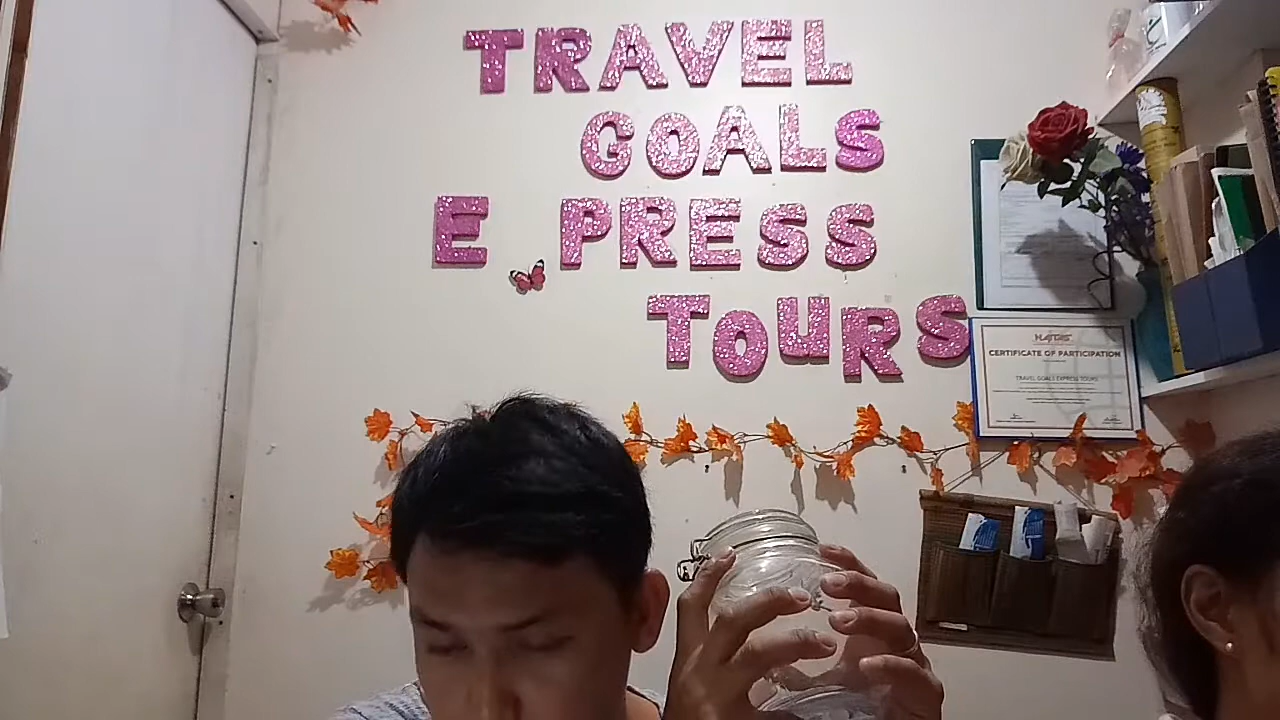 TRAVEL
GOALS
E PRESS
TOURS
CERTIFICATE OF PARTICIPATION
TRAVEL GOALS EXPRESS TOURS